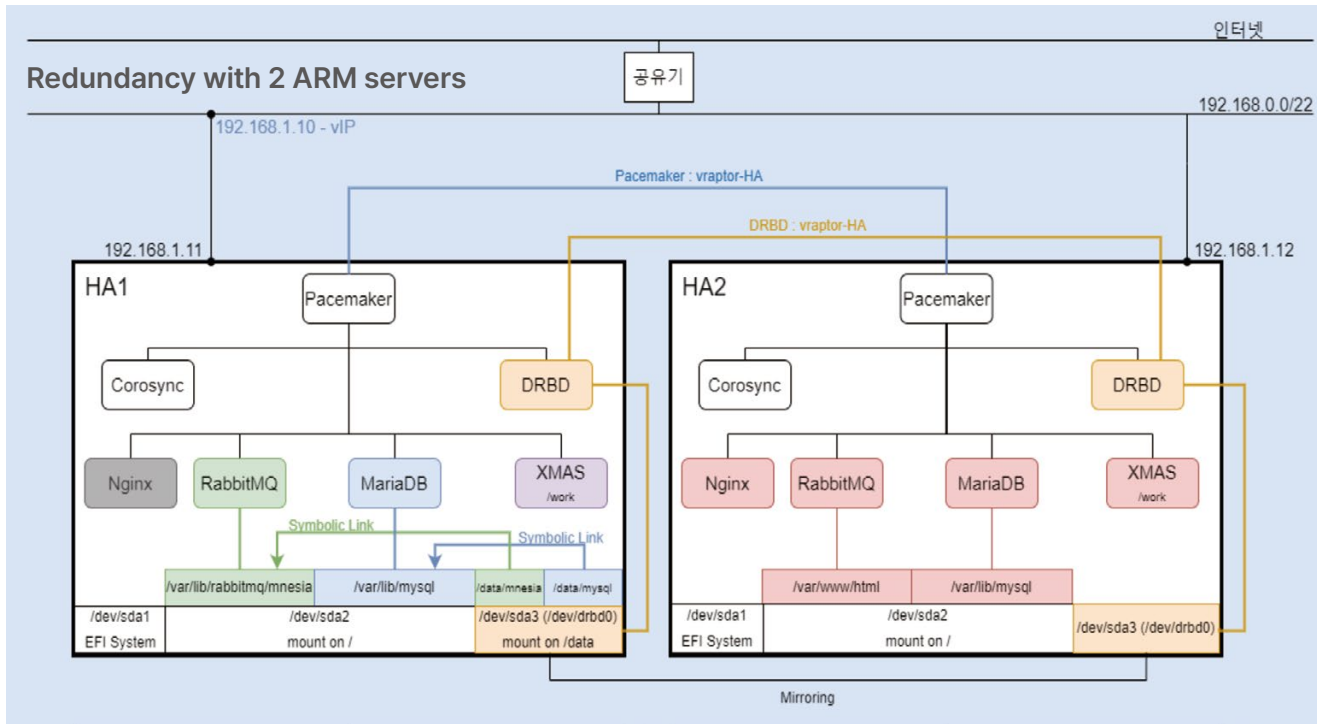 인터넷
Redundancy with 2 ARM servers
공유기
192.168.0.0/22
192.168.1.10 - vIP
Pacemaker : vraptor-HA
DRBD : vraptor-HA
192.168.1.11
192.168.1.12
HA1
Pacemaker
Corosync
DRBD
Nginx
RabbitMQ
MariaDB
XMAS
/work
Symbolic Link
Symbolic Link
/var/lib/rabbitmq/mnesia
/var/lib/mysql
/data/mnesia
/data/mysql
/dev/sda1
EFI System
/dev/sda2
mount on /
/dev/sda3 (/dev/drbd0)
mount on /data
HA2
Pacemaker
Corosync
DRBD
Nginx
RabbitMQ
MariaDB
XMAS
/work
/var/www/html
/var/lib/mysql
/dev/sda1
EFI System
/dev/sda2
mount on /
/dev/sda3 (/dev/drbd0)
Mirroring